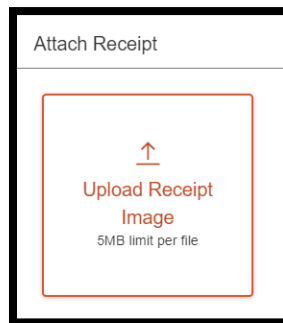 Attach Receipt
Upload Receipt
Image
5MB limit per file